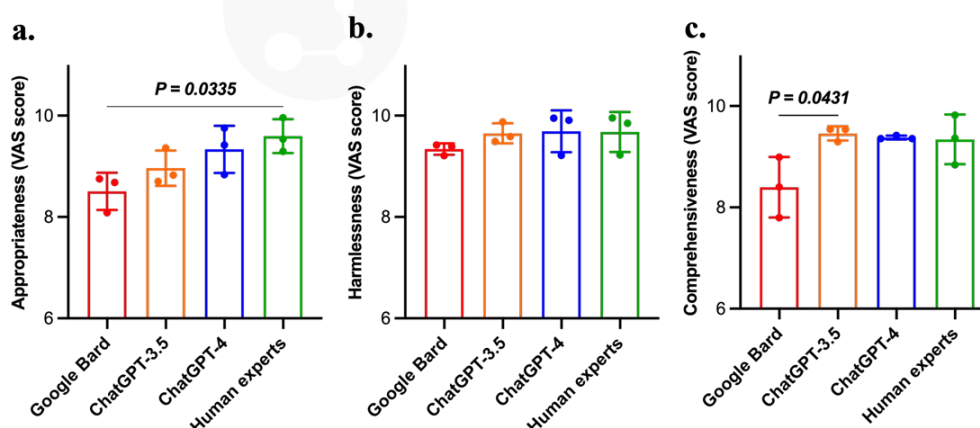 a.
Appropriateness (VAS score)
P = 0.0335
10
8
6
Google Bard
ChatGPT-3.5
ChatGPT-4
Human experts
b.
Harmlessness (VAS score)
10
8
6
Google Bard
ChatGPT-3.5
ChatGPT-4
Human experts
c.
Comprehensiveness (VAS score)
P = 0.0431
10
8
6
Google Bard
ChatGPT-3.5
ChatGPT-4
Human experts